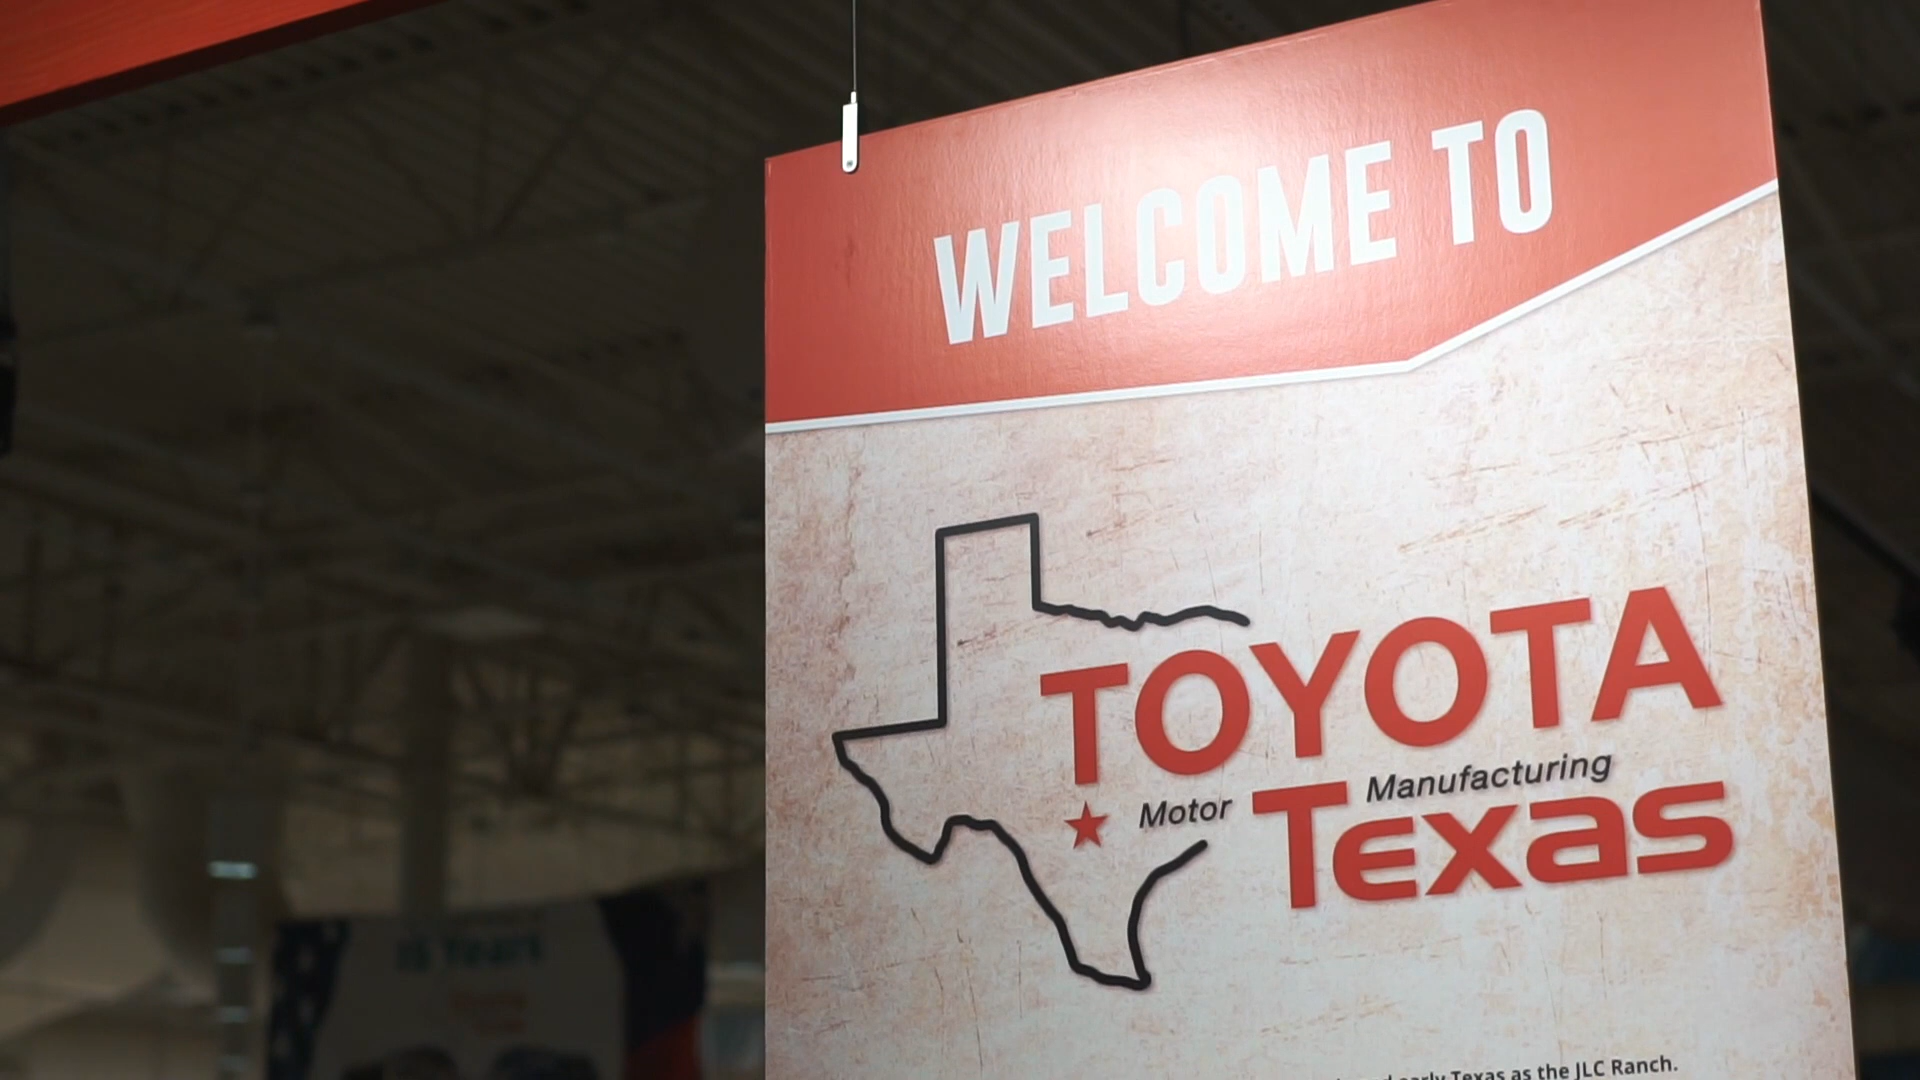 WELCOME TO
TOYOTA
Motor Manufacturing
Texas
early Texas as the JLC Ranch.